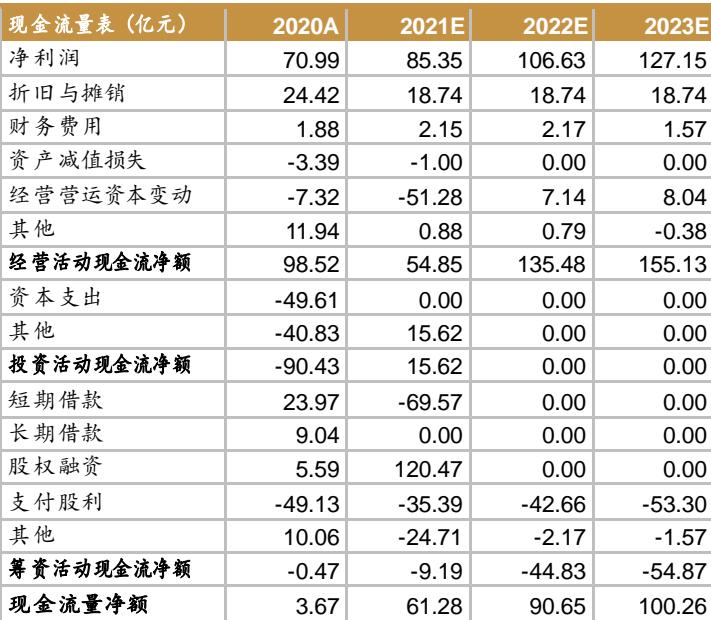 现金流量表（亿元） 2020A 2021E 2022E 2023E
净利润 70.99 85.35 106.63 127.15
折旧与摊销 24.42 18.74 18.74 18.74
财务费用 1.88 2.15 2.17 1.57
资产减值损失 -3.39 -1.00 0.00 0.00
经营营运资本变动 -7.32 -51.28 7.14 8.04
其他 11.94 0.88 0.79 -0.38
经营活动现金流净额 98.52 54.85 135.48 155.13
资本支出 -49.61 0.00 0.00 0.00
其他 -40.83 15.62 0.00 0.00
投资活动现金流净额 -90.43 15.62 0.00 0.00
短期借款 23.97 -69.57 0.00 0.00
长期借款 9.04 0.00 0.00 0.00
股权融资 5.59 120.47 0.00 0.00
支付股利 -49.13 -35.39 -42.66 -53.30
其他 10.06 -24.71 -2.17 -1.57
筹资活动现金流净额 -0.47 -9.19 -44.83 -54.87
现金流量净额 3.67 61.28 90.65 100.26